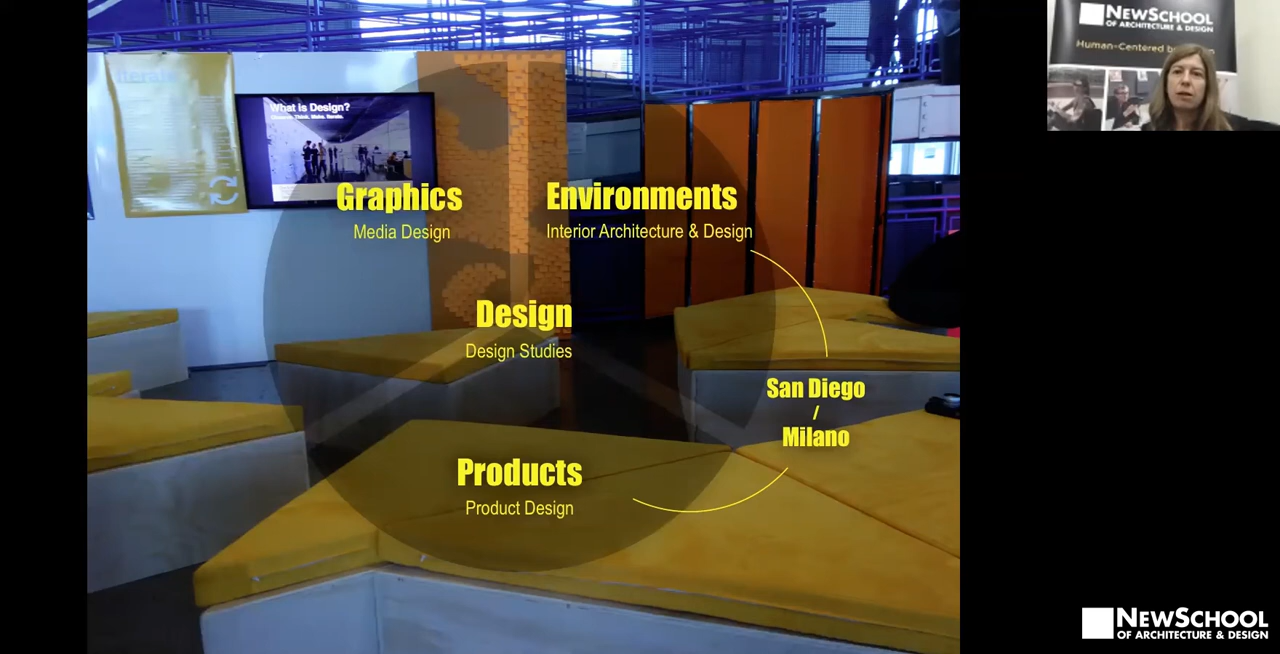 NEWSCHOOL
OF ARCHITECTURE & DESIGN
What is Design?
Graphics
Media Design
Environments
Interior Architecture & Design
Design
Design Studies
San Diego
/
Milano
Products
Product Design
NEWSCHOOL
OF ARCHITECTURE & DESIGN